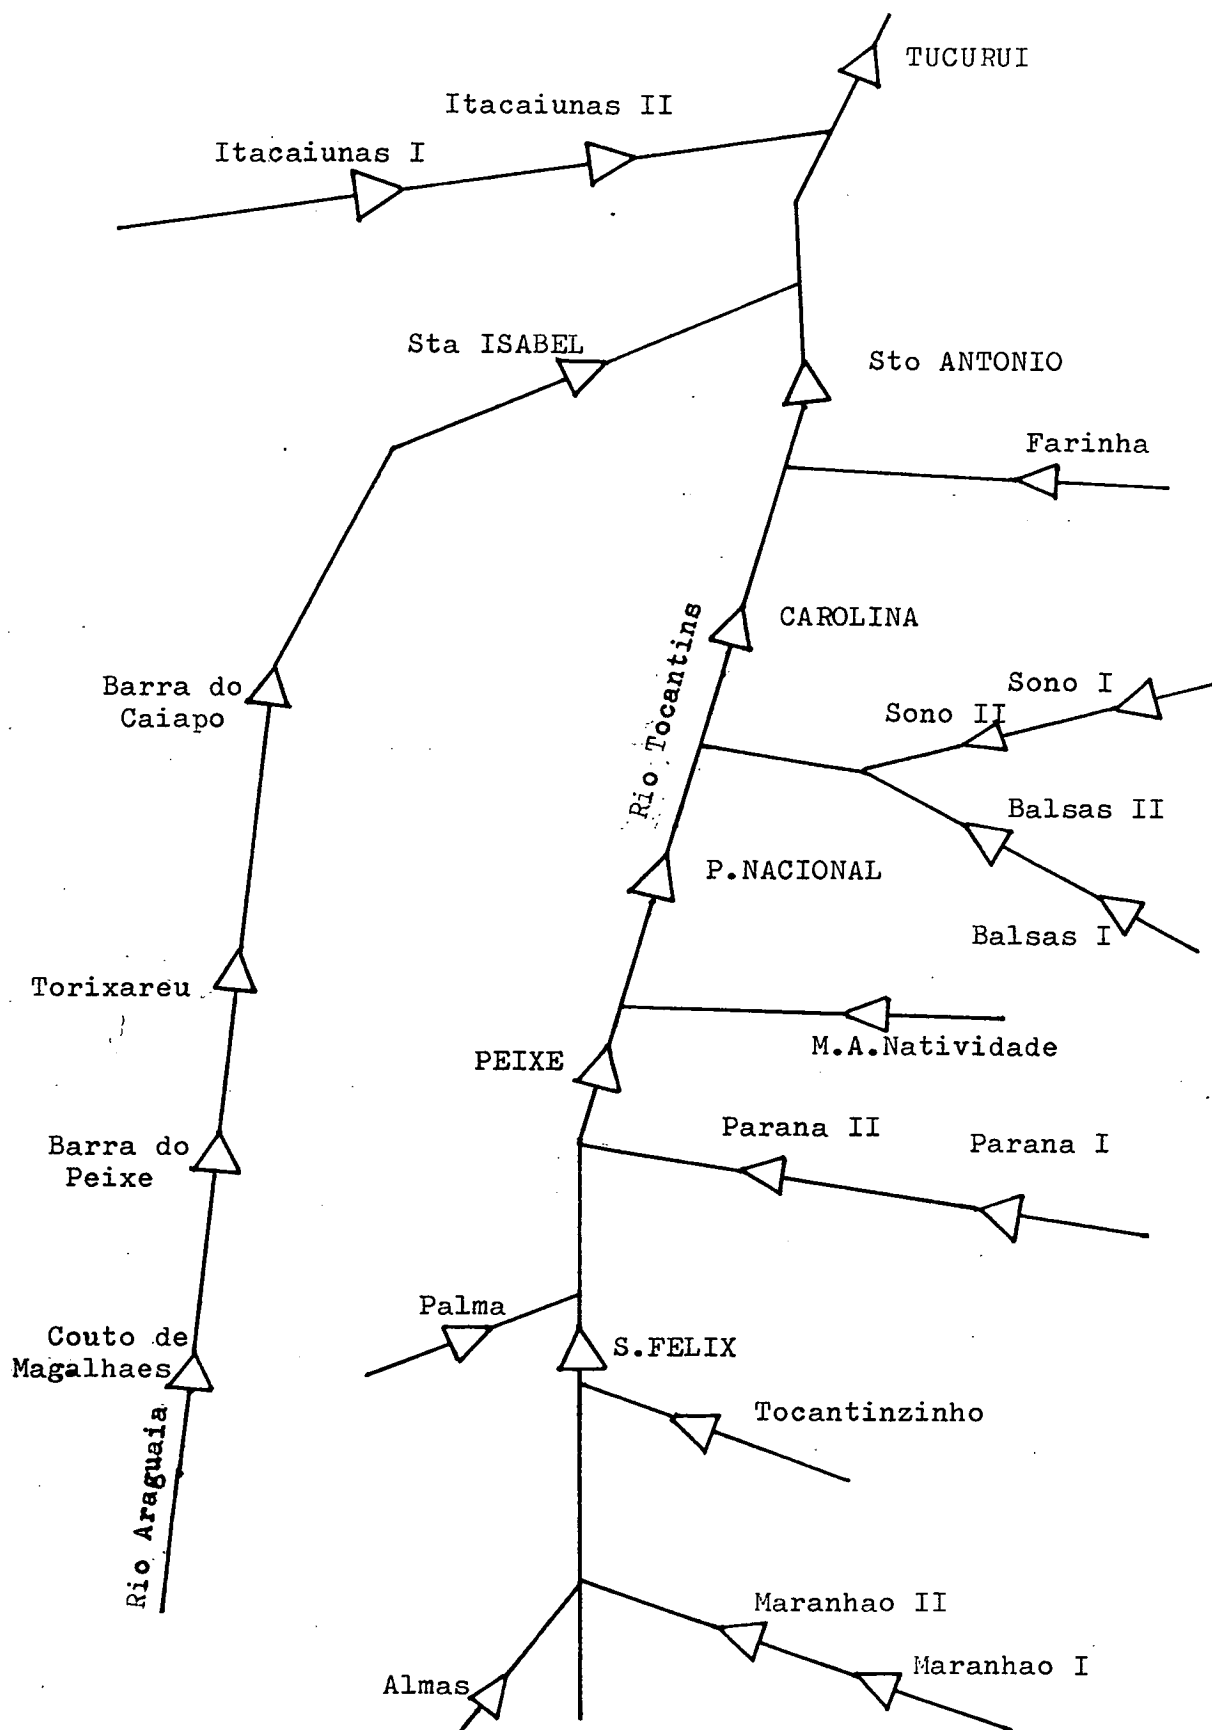 TUCURUI
Itacaiunas II
Itacaiunas I
Sta ISABEL
Sto ANTONIO
Farinha
Rio Tocantins
CAROLINA
Barra do
Caiapo
Sono I
Sono II
Balsas II
P.NACIONAL
Balsas I
Torixareu
M.A.Natividade
PEIXE
Parana II
Parana I
Barra do
Peixe
Palma
Couto de
Magalhaes
S.FELIX
Tocantinzinho
Rio Araguaia
Maranhao II
Maranhao I
Almas